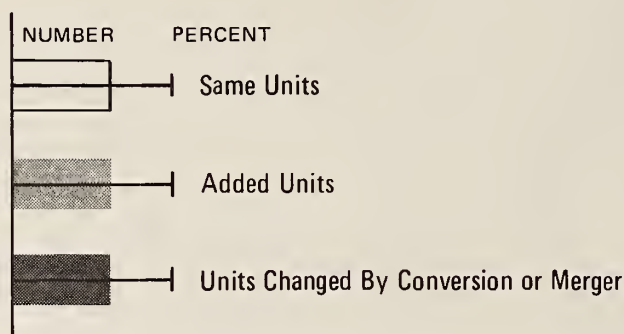 NUMBER PERCENT
Same Units
Added Units
Units Changed By Conversion or Merger